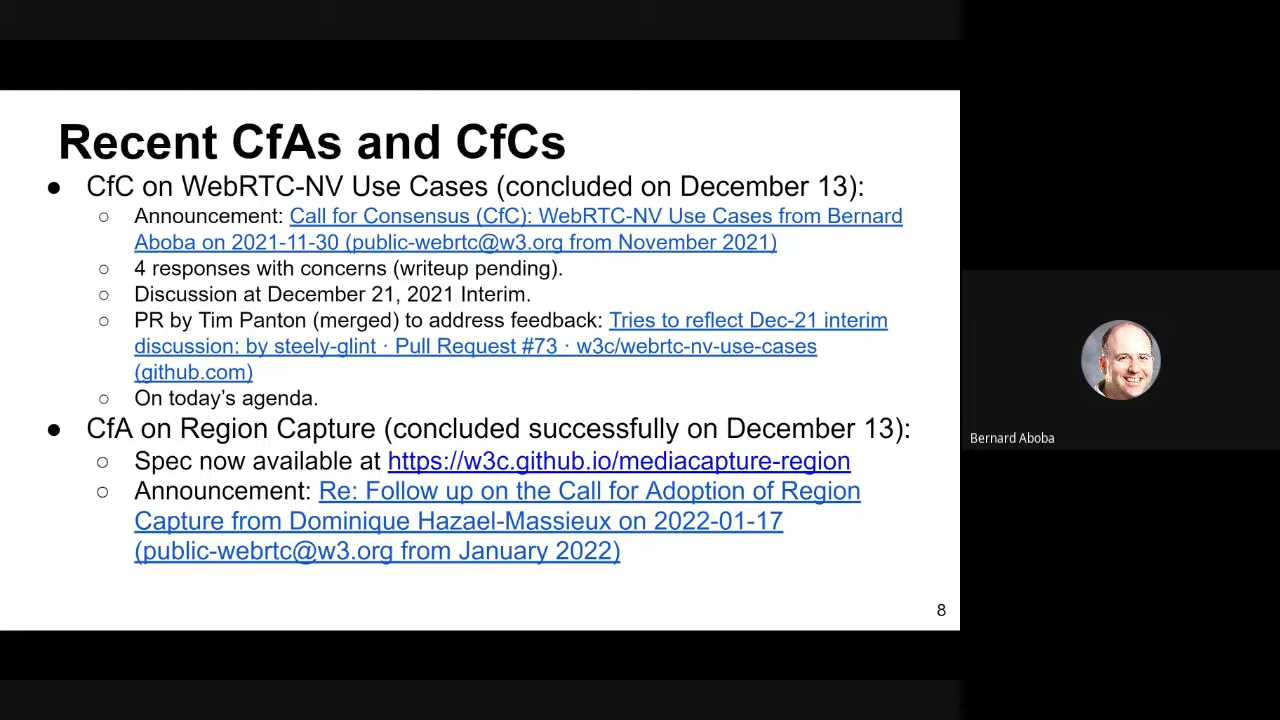 Recent CfAs and CfCs
● CfC on WebRTC-NV Use Cases (concluded on December 13):
○ Announcement: Call for Consensus (CfC): WebRTC-NV Use Cases from Bernard
Aboba on 2021-11-30 (public-webrtc@w3.org from November 2021)
○ 4 responses with concerns (writeup pending).
○ Discussion at December 21, 2021 Interim.
○ PR by Tim Panton (merged) to address feedback: Tries to reflect Dec-21 interim
discussion: by steely-glint · Pull Request #73 · w3c/webrtc-nv-use-cases
(github.com)
○ On today’s agenda.
● CfA on Region Capture (concluded successfully on December 13):
○ Spec now available at https://w3c.github.io/mediacapture-region
○ Announcement: Re: Follow up on the Call for Adoption of Region
Capture from Dominique Hazael-Massieux on 2022-01-17
(public-webrtc@w3.org from January 2022)
8
Bernard Aboba